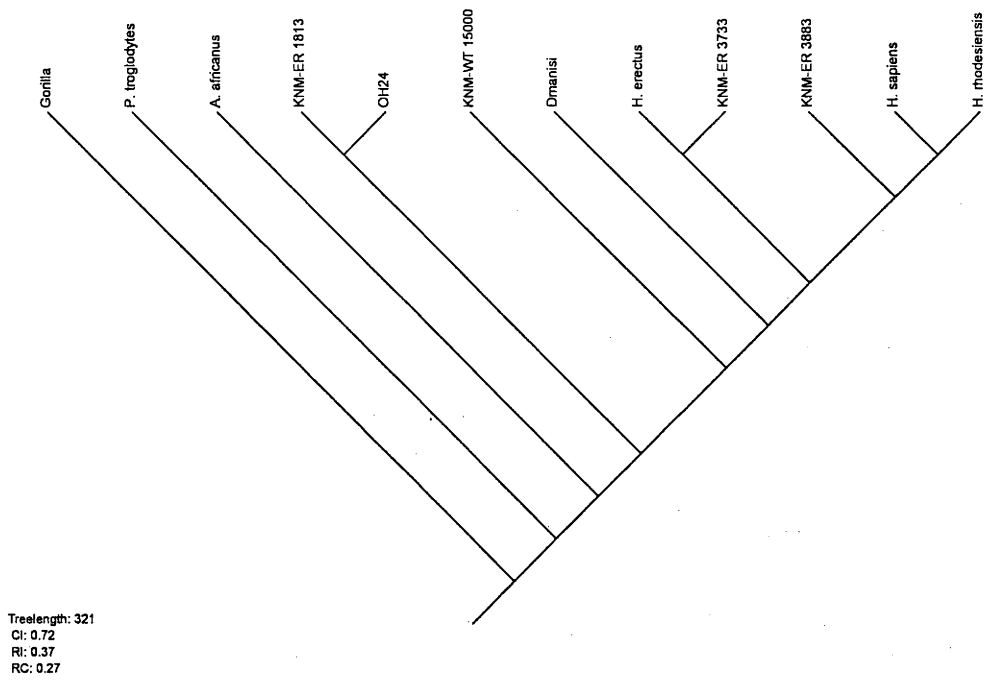 Gorilla
P. troglodytes
A. africanus
KNM-ER 1813
OH24
KNM-WT 15000
Dmanisi
H. erectus
KNM-ER 3733
KNM-ER 3883
H. sapiens
H. rhodesiensis
Treelength: 321
CI: 0.72
RI: 0.37
RC: 0.27